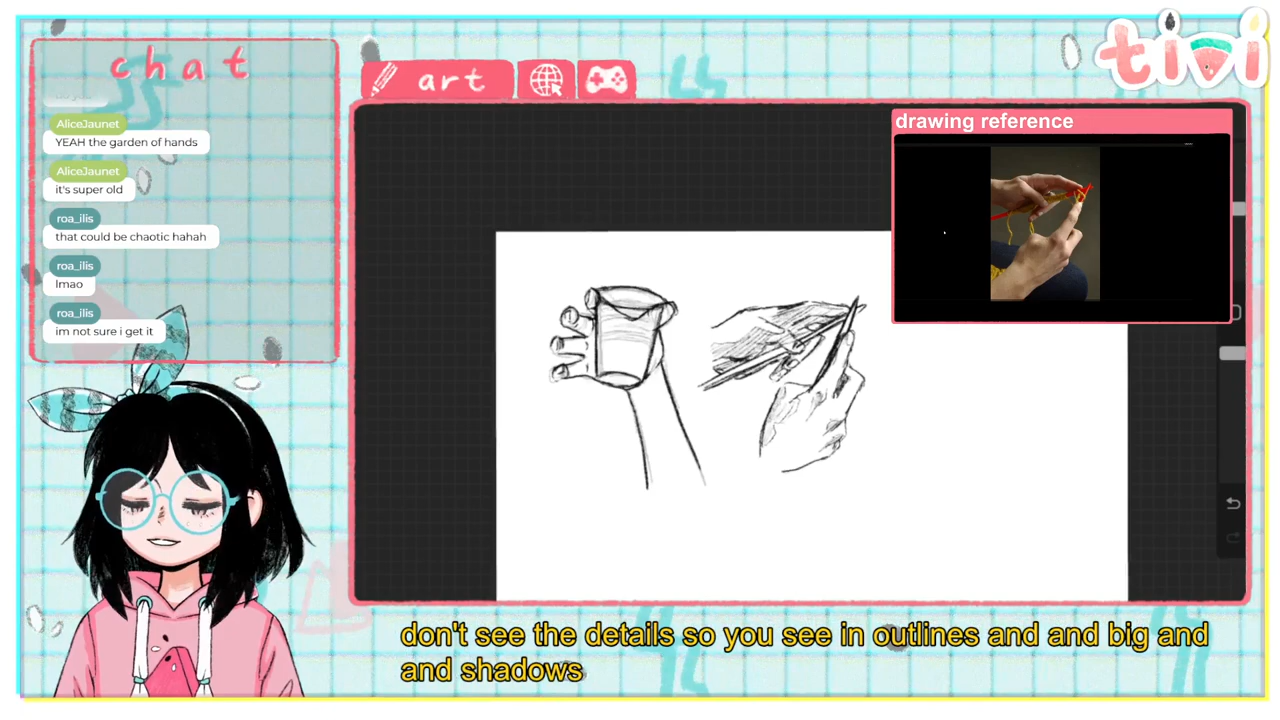 chat
AliceJaunet
YEAH the garden of hands
AliceJaunet
it's super old
roa_ilis
that could be chaotic hahah
roa_ilis
lmao
roa_ilis
im not sure i get it
art
tivi
drawing reference
don't see the details so you see in outlines and and big and
and shadows